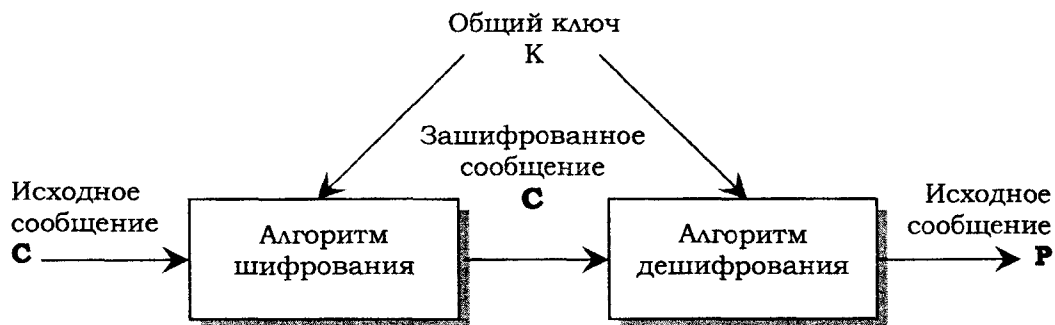 Общий ключ
К
Зашифрованное
сообщение
С
Исходное
сообщение
С
Алгоритм
шифрования
Алгоритм
дешифрования
Исходное
сообщение
Р